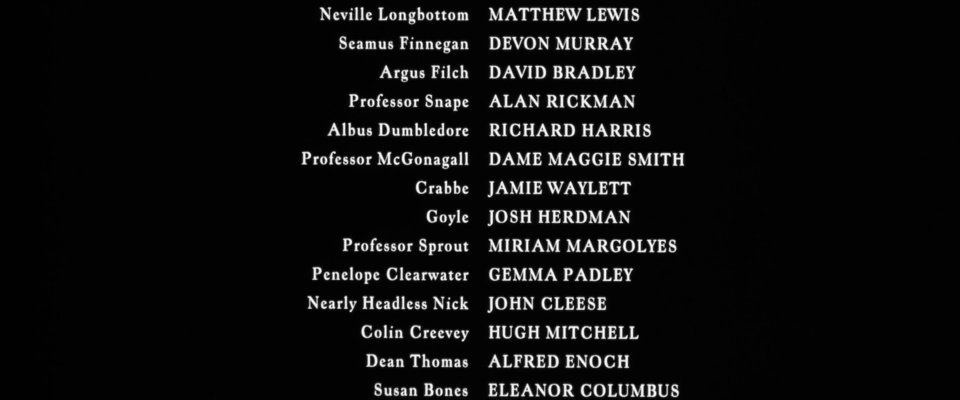 Neville Longbottom MATTHEW LEWIS
Seamus Finnegan DEVON MURRAY
Argus Filch DAVID BRADLEY
Professor Snape ALAN RICKMAN
Albus Dumbledore RICHARD HARRIS
Professor McGonagall DAME MAGGIE SMITH
Crabbe JAMIE WAYLETT
Goyle JOSH HERDMAN
Professor Sprout MIRIAM MARGOLYES
Penelope Clearwater GEMMA PADLEY
Nearly Headless Nick JOHN CLEESE
Colin Creevey HUGH MITCHELL
Dean Thomas ALFRED ENOCH
Susan Bones ELEANOR COLUMBUS